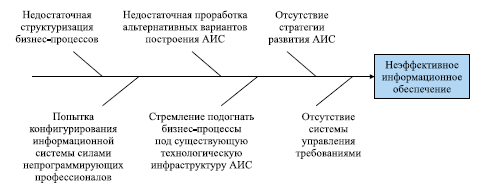 Недостаточная
структуризация
бизнес-процессов
Недостаточная проработка
альтернативных вариантов
построения АИС
Отсутствие
стратегии
развития АИС
Неэффективное
информационное
обеспечение
Попытка
конфигурирования
информационной
системы силами
непрограммирующих
профессионалов
Стремление подогнать
бизнес-процессы
под существующую
технологическую
инфраструктуру АИС
Отсутствие
системы
управления
требованиями